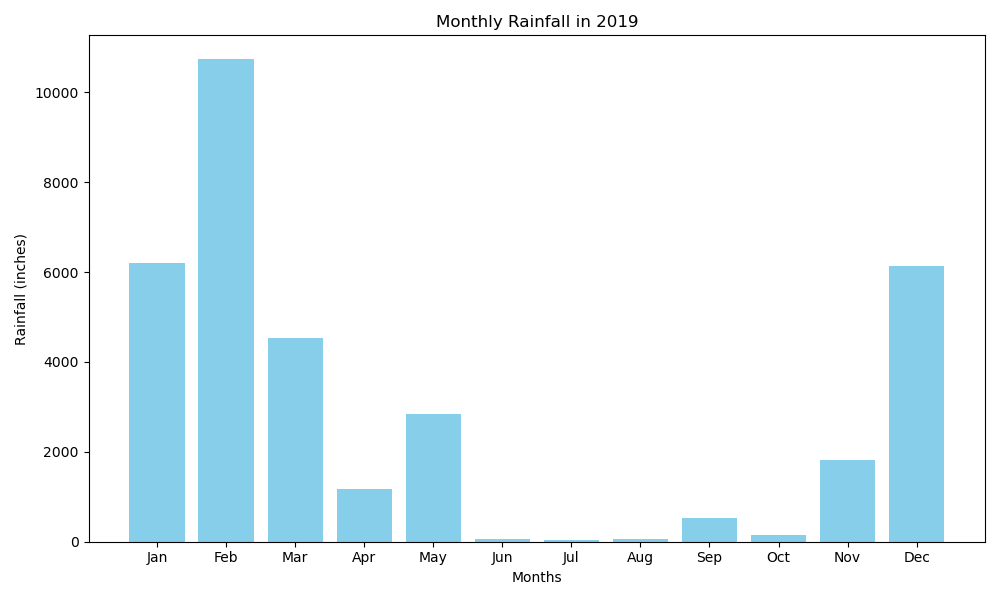 Monthly Rainfall in 2019
Rainfall (inches)
10000
8000
6000
4000
2000
0
Jan Feb Mar Apr May Jun Jul Aug Sep Oct Nov Dec
Months